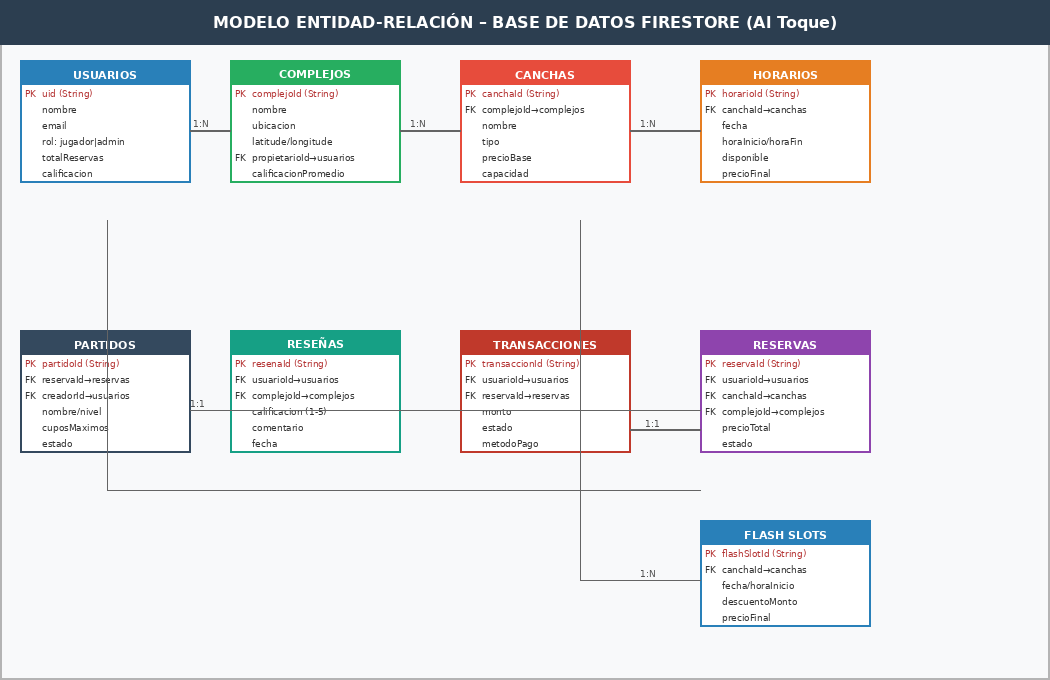 MODELO ENTIDAD-RELACIÓN – BASE DE DATOS FIRESTORE (Al Toque)
USUARIOS
PK uid (String)
nombre
email
rol: jugador|admin
totalReservas
calificacion
1:N
COMPLEJOS
PK complejoId (String)
nombre
ubicacion
latitude/longitude
FK propietarioId→usuarios
calificacionPromedio
1:N
CANCHAS
PK canchaId (String)
FK complejoId→complejos
nombre
tipo
precioBase
capacidad
1:N
HORARIOS
PK horarioId (String)
FK canchaId→canchas
fecha
horaInicio/horaFin
disponible
precioFinal
PARTIDOS
PK partidoId (String)
FK reservaId→reservas
FK creadorId→usuarios
nombre/nivel
cuposMaximos
estado
1:1
RESEÑAS
PK resenaId (String)
FK usuarioId→usuarios
FK complejoId→complejos
calificacion (1-5)
comentario
fecha
TRANSACCIONES
PK transaccionId (String)
FK usuarioId→usuarios
FK reservaId→reservas
monto
estado
metodoPago
1:1
RESERVAS
PK reservaId (String)
FK usuarioId→usuarios
FK canchaId→canchas
FK complejoId→complejos
precioTotal
estado
1:N
FLASH SLOTS
PK flashSlotId (String)
FK canchaId→canchas
fecha/horaInicio
descuentoMonto
precioFinal